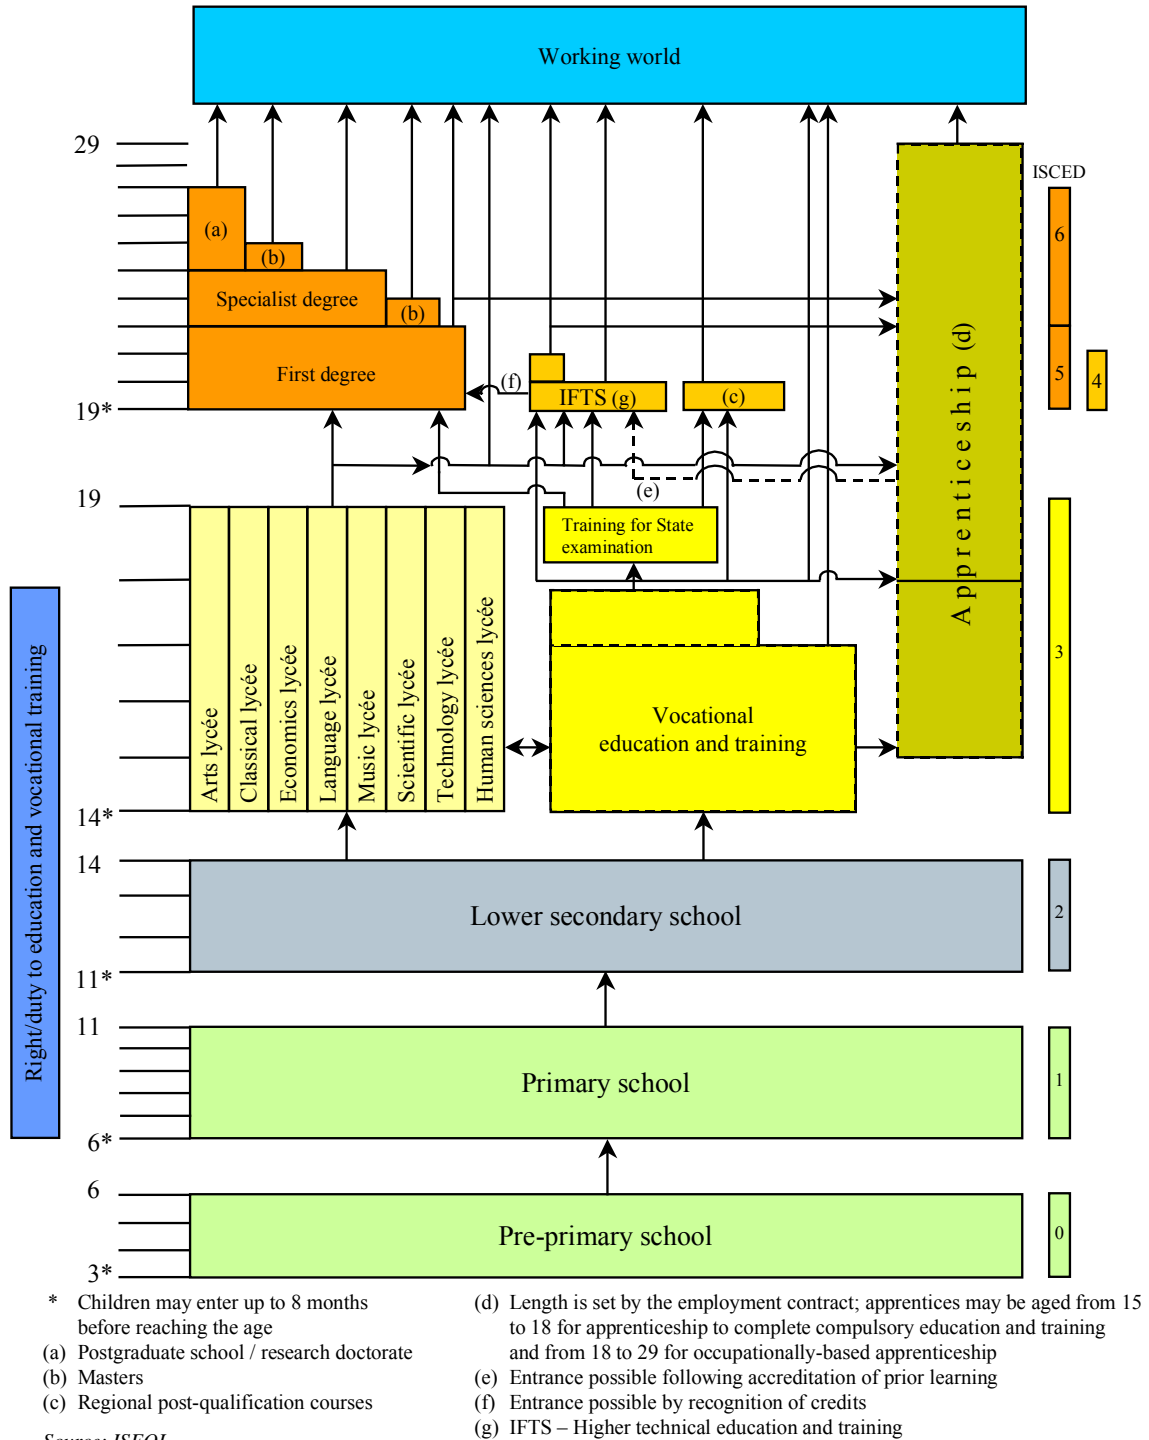 Working world
29
ISCED
(a)
6
(b)
Specialist degree
(b)
First degree
(f)
5
4
IFTS (g)
(c)
19*
Apprenticeship (d)
(e)
19
Training for State
examination
Right/duty to education and vocational training
Arts lycée
Classical lycée
Economics lycée
Language lycée
Music lycée
Scientific lycée
Technology lycée
Human sciences lycée
Vocational
education and training
3
14*
14
Lower secondary school
2
11*
11
Primary school
1
6*
6
Pre-primary school
0
3*
* Children may enter up to 8 months
before reaching the age
(a) Postgraduate school / research doctorate
(b) Masters
(c) Regional post-qualification courses
(d) Length is set by the employment contract; apprentices may be aged from 15
to 18 for apprenticeship to complete compulsory education and training
and from 18 to 29 for occupationally-based apprenticeship
(e) Entrance possible following accreditation of prior learning
(f) Entrance possible by recognition of credits
(g) IFTS – Higher technical education and training
Source: ISFOL